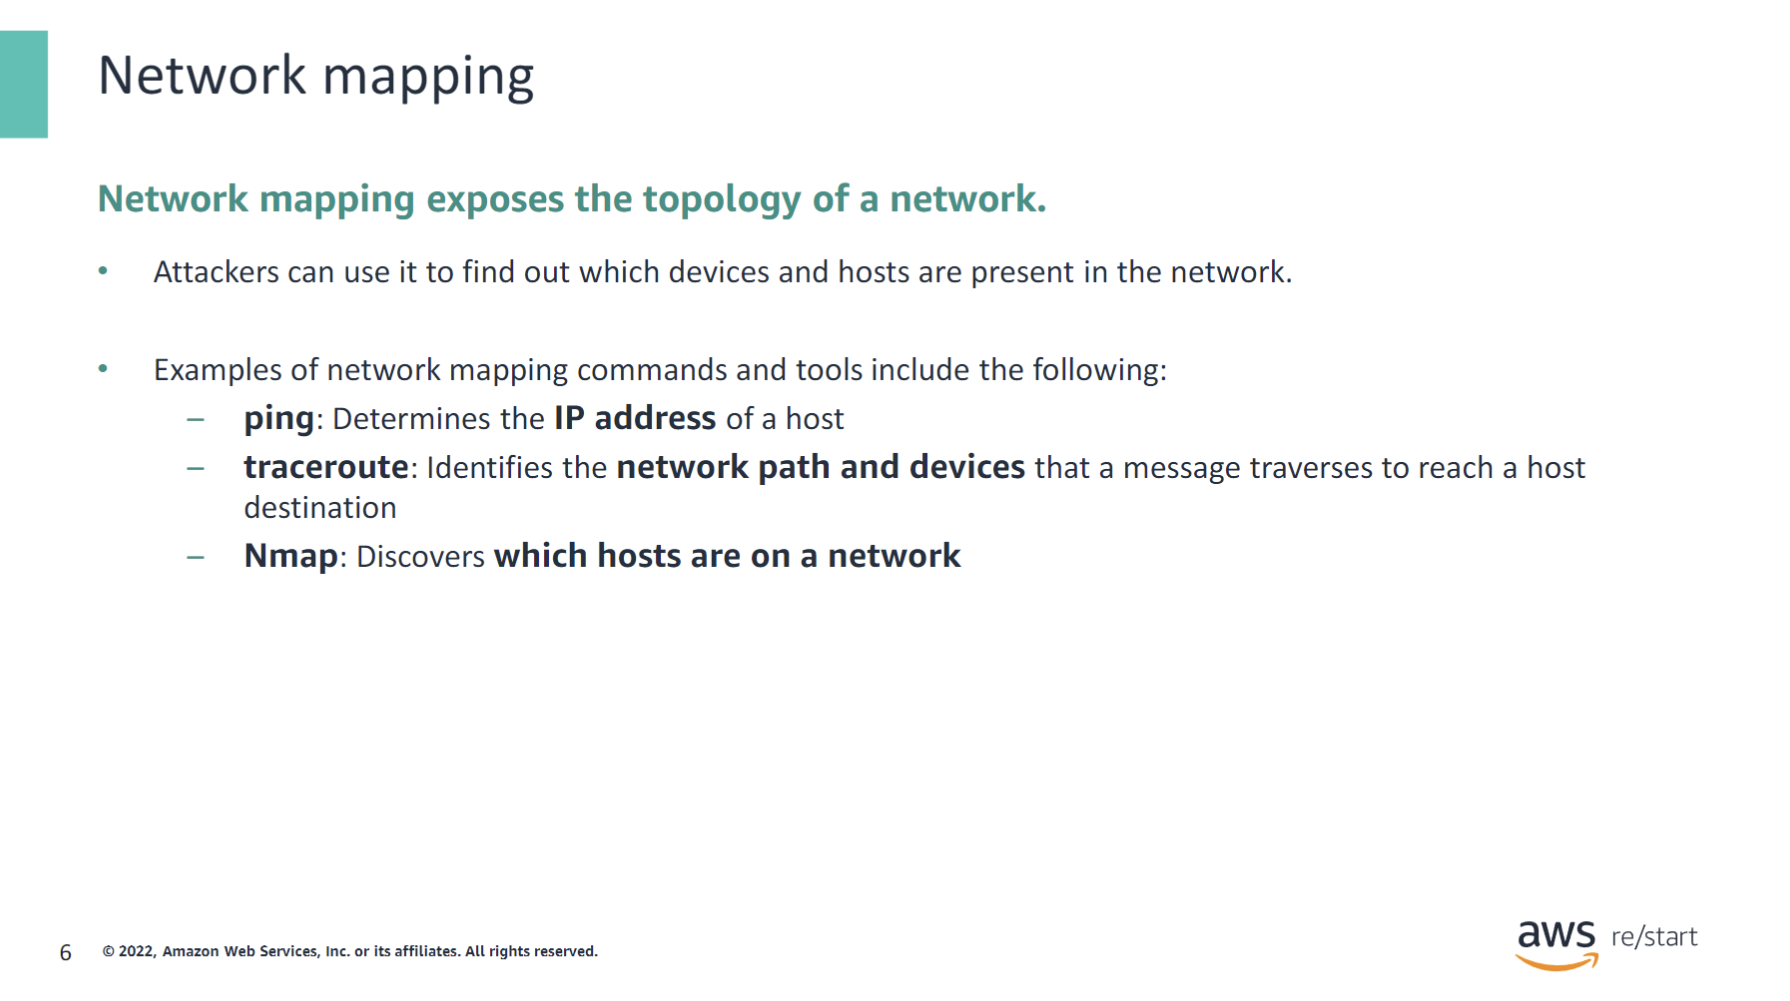 Network mapping
Network mapping exposes the topology of a network.
• Attackers can use it to find out which devices and hosts are present in the network.
• Examples of network mapping commands and tools include the following:
– ping: Determines the IP address of a host
– traceroute: Identifies the network path and devices that a message traverses to reach a host
destination
– Nmap: Discovers which hosts are on a network
6 © 2022, Amazon Web Services, Inc. or its affiliates. All rights reserved.
aws re/start